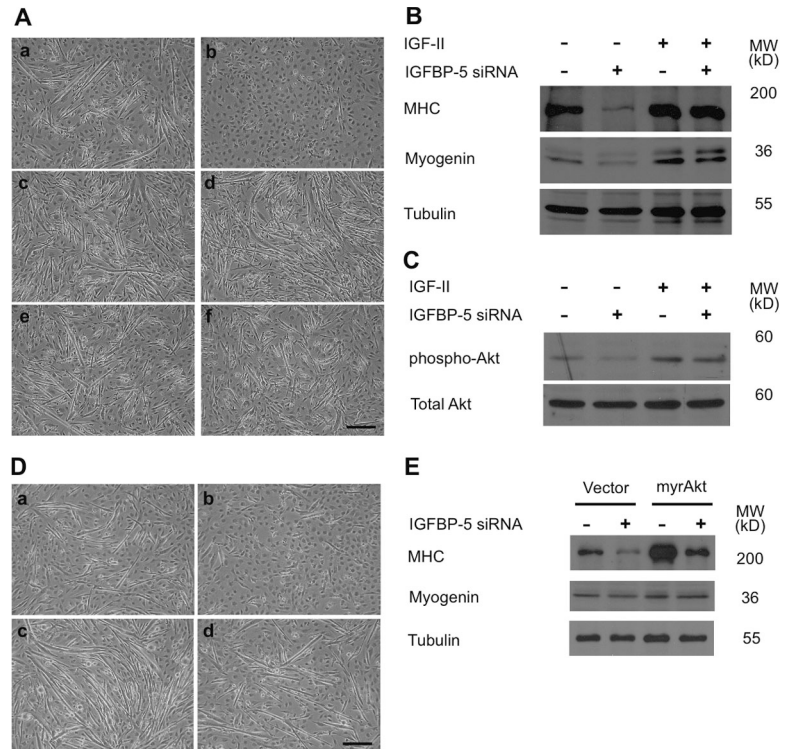 A
a
b
c
d
e
f
B
IGF-II - - + + MW
(kD)
IGFBP-5 siRNA - + - +
MHC 200
Myogenin 36
Tubulin 55
C
IGF-II - - + + MW
(kD)
IGFBP-5 siRNA - + - +
phospho-Akt 60
Total Akt 60
D
a
b
c
d
E
Vector myrAkt
MW
(kD)
IGFBP-5 siRNA - + - +
MHC 200
Myogenin 36
Tubulin 55